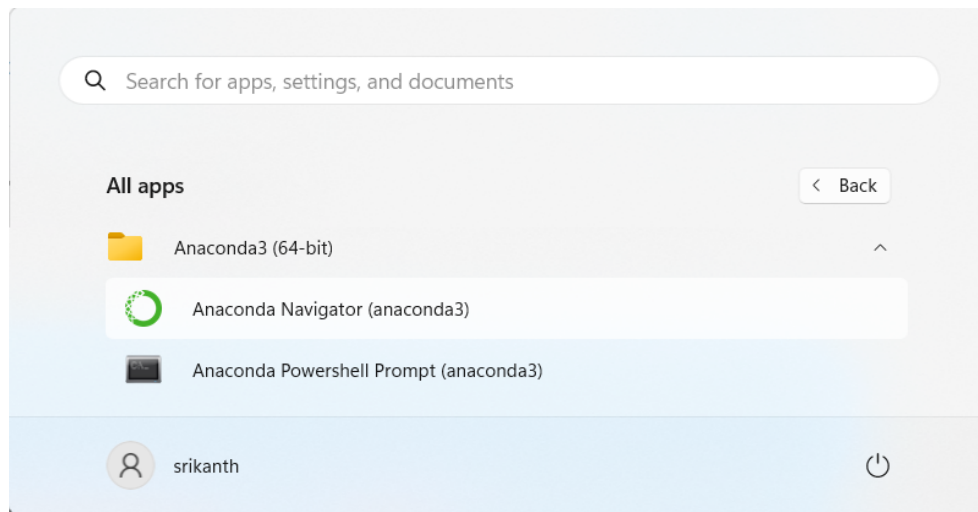 Search for apps, settings, and documents
All apps
Back
Anaconda3 (64-bit)
Anaconda Navigator (anaconda3)
Anaconda Powershell Prompt (anaconda3)
srikanth